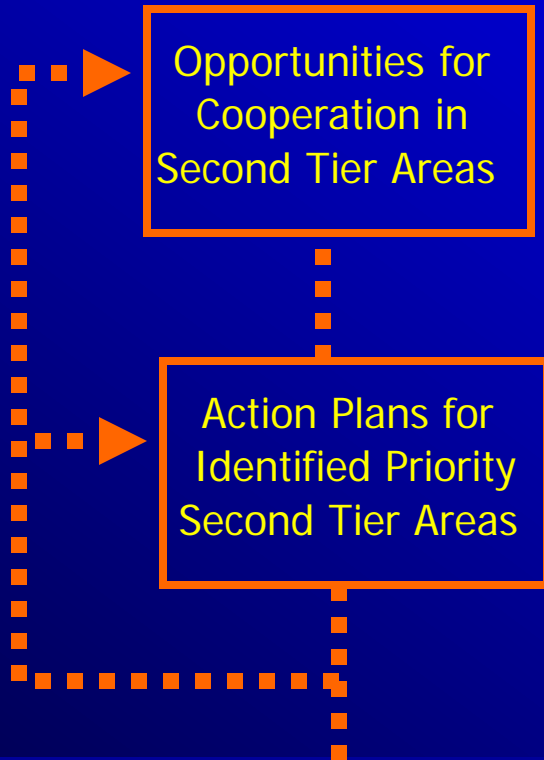 Opportunities for
Cooperation in
Second Tier Areas
Action Plans for
Identified Priority
Second Tier Areas